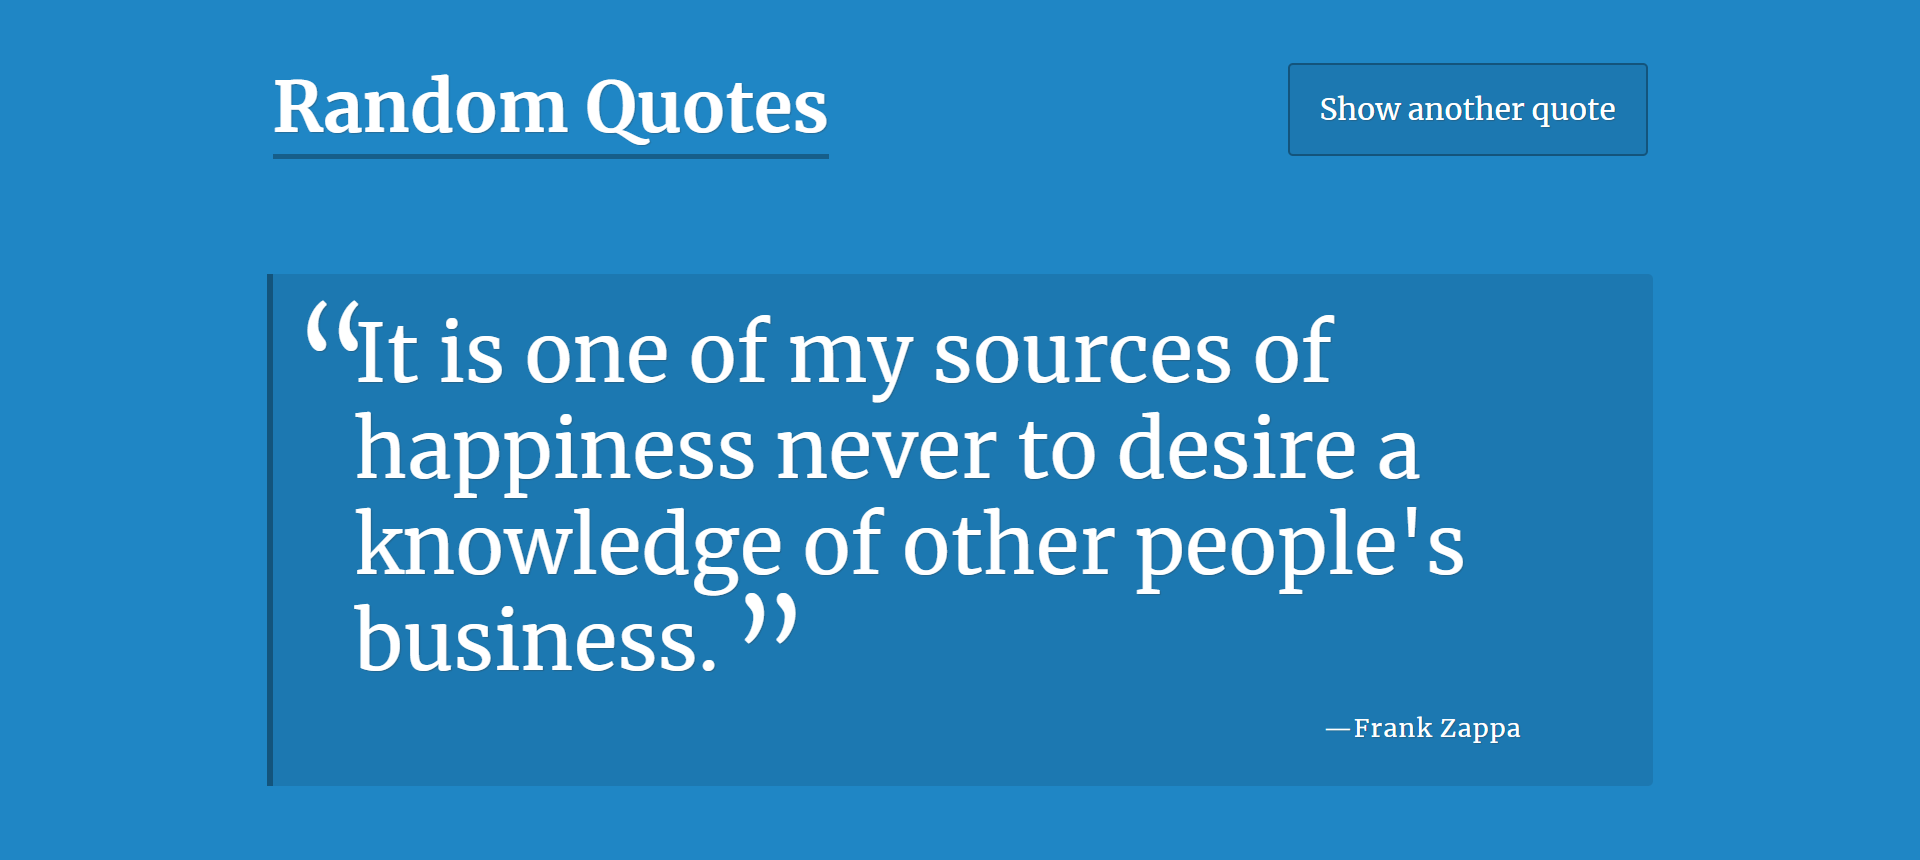 Random Quotes
Show another quote
“It is one of my sources of
happiness never to desire a
knowledge of other people's
business.”
—Frank Zappa